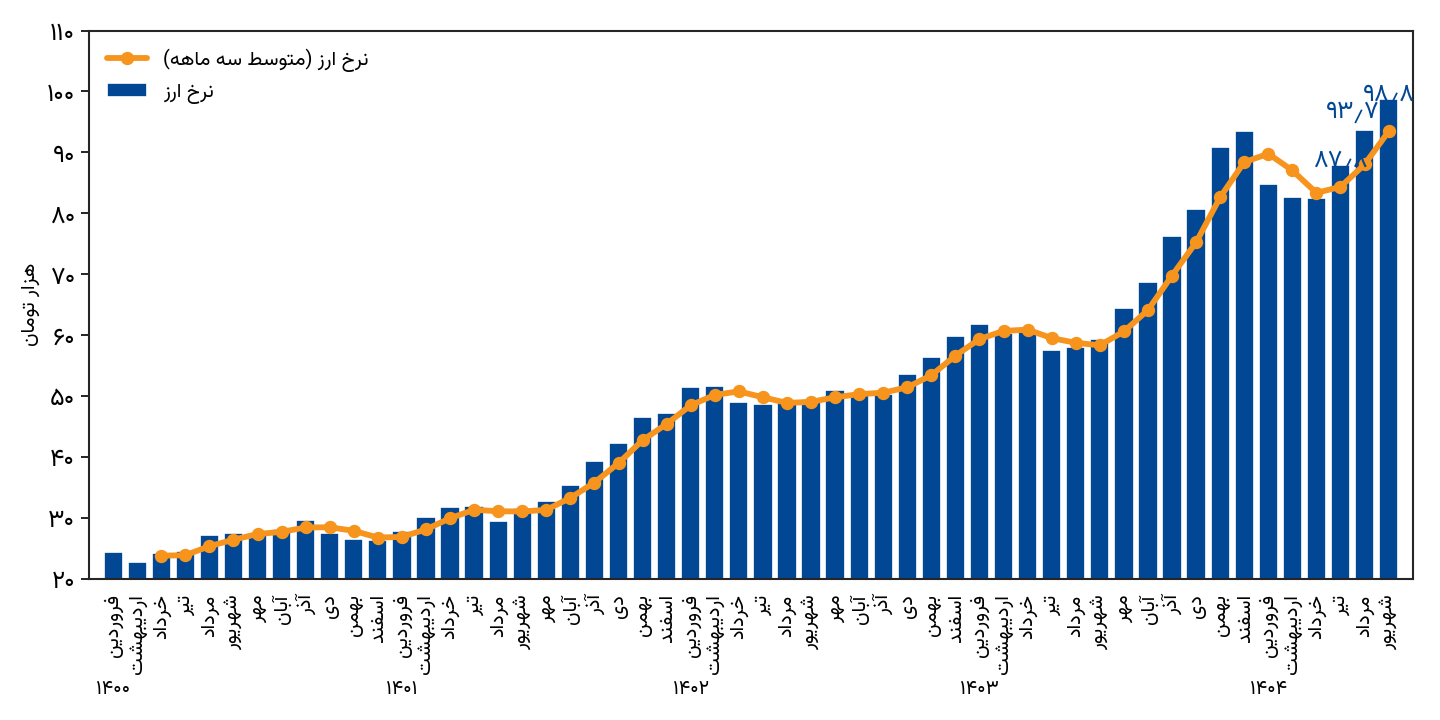 نرخ ارز (متوسط سه ماهه)
نرخ ارز
هزار تومان
۱۱۰
۱۰۰
۹۰
۸۰
۷۰
۶۰
۵۰
۴۰
۳۰
۲۰
۹۸٫۸
۹۳٫۷
فروردین
اردیبهشت
خرداد
تیر
مرداد
شهریور
مهر
آبان
آذر
دی
بهمن
اسفند
فروردین
اردیبهشت
خرداد
تیر
مرداد
شهریور
مهر
آبان
آذر
دی
بهمن
اسفند
فروردین
اردیبهشت
خرداد
تیر
مرداد
شهریور
مهر
آبان
آذر
دی
بهمن
اسفند
فروردین
اردیبهشت
خرداد
تیر
مرداد
شهریور
مهر
آبان
آذر
دی
بهمن
اسفند
فروردین
اردیبهشت
خرداد
تیر
مرداد
شهریور
۱۴۰۰
۱۴۰۱
۱۴۰۲
۱۴۰۳
۱۴۰۴